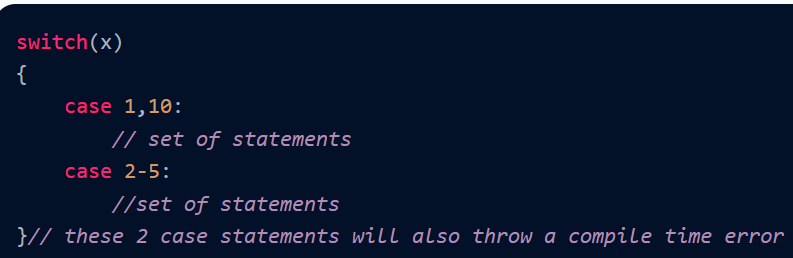 switch(x)
{
case 1,10:
// set of statements
case 2-5:
//set of statements
}// these 2 case statements will also throw a compile time error